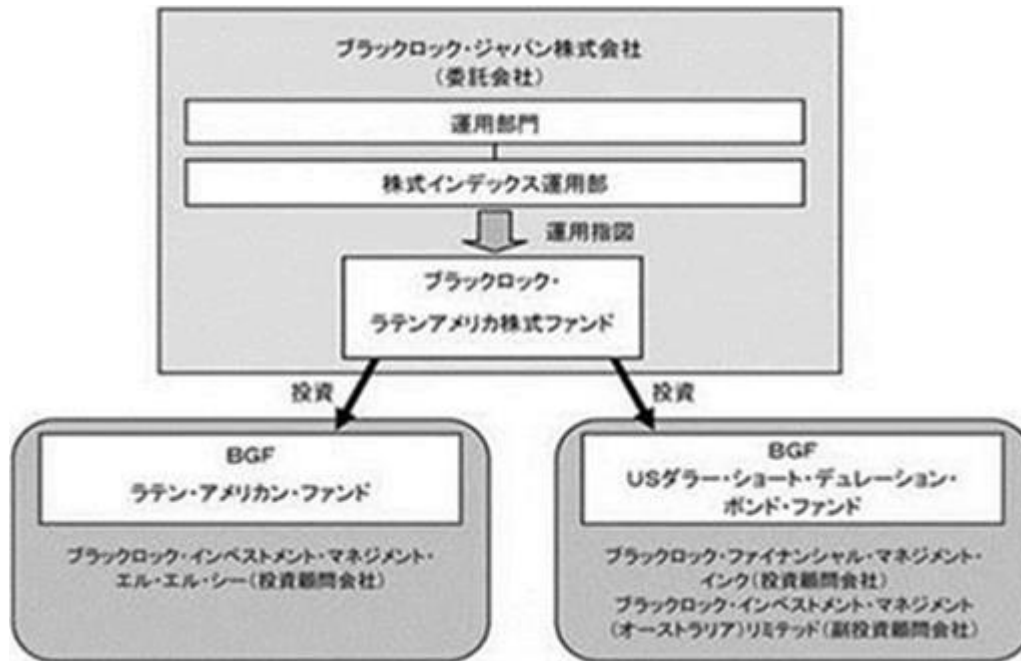 ブラックロック・ジャパン株式会社
(委託会社)
運用部門
株式インデックス運用部
運用指図
ブラックロック・
ラテンアメリカ株式ファンド
投資
投資
BGF
ラテン・アメリカン・ファンド
ブラックロック・インベストメント・マネジメント・
エル・エル・シー(投資顧問会社)
BGF
USダラー・ショート・デュレーション・
ボンド・ファンド
ブラックロック・ファイナンシャル・マネジメント・
インク(投資顧問会社)
ブラックロック・インベストメント・マネジメント
(オーストラリア)リミテッド(副投資顧問会社)